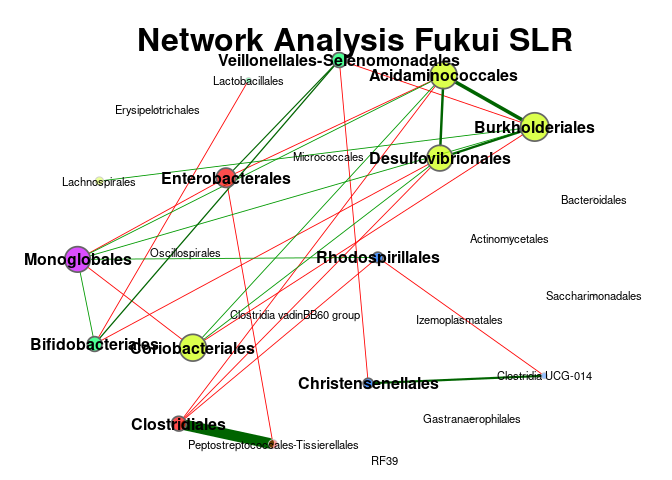 Network Analysis Fukui SLR
Veillonellales-Selenomonadales
Acidaminococcales
Lactobacillales
Erysipelotrichales
Burkholderiales
Micrococcales
Desulfovibrionales
Lachnospirales
Enterobacterales
Bacteroidales
Actinomycetales
Oscillospirales
Monoglobales
Rhodospirillales
Saccharimonadales
Clostridia vadinBB60 group
Izemoplasmatales
Bifidobacteriales
Coriobacteriales
Clostridia UCG-014
Christensenellales
Gastranaerophilales
Clostridiales
Peptostreptococcales-Tissierellales
RF39